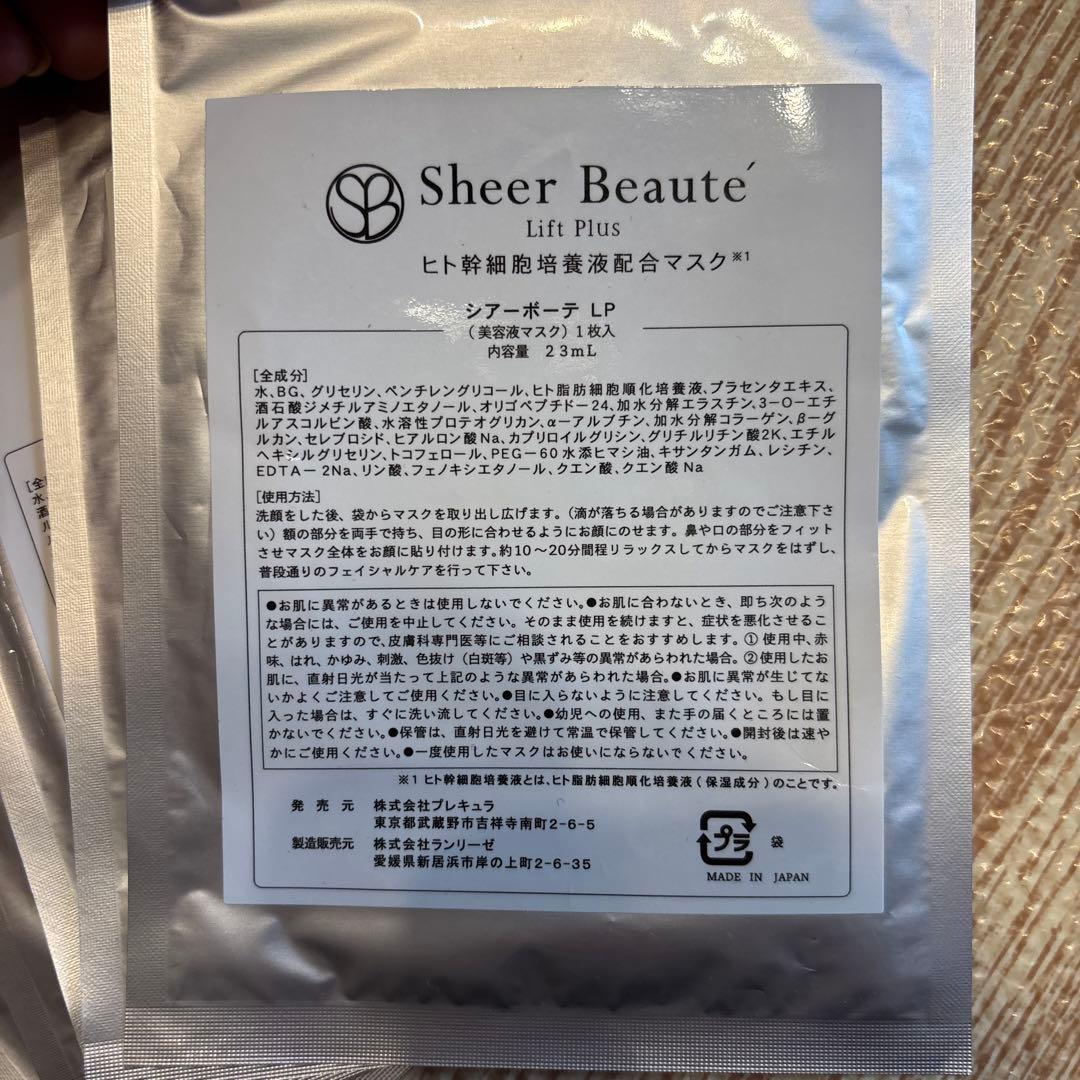 SB Sheer Beauté
Lift Plus
ヒト幹細胞培養液配合マスク※1
シアーボーテ LP
(美容液マスク) 1枚入
内容量 23mL
[全成分]
水、BG、グリセリン、ペンチレングリコール、ヒト脂肪細胞順化培養液、プラセンタエキス、
酒石酸ジメチルアミノエタノール、オリゴペプチド-24、加水分解エラスチン、3-O-エチ
ルアスコルビン酸、水溶性プロテオグリカン、α-アルブチン、加水分解コラーゲン、β-グ
ルカン、セレブロシド、ヒアルロン酸Na、カプリロイルグリシン、グリチルリチン酸2K、エチル
ヘキシルグリセリン、トコフェロール、PEG-60水添ヒマシ油、キサンタンガム、レシチン、
EDTA-2Na、リン酸、フェノキシエタノール、クエン酸、クエン酸Na
[使用方法]
洗顔をした後、袋からマスクを取り出し広げます。(滴が落ちる場合がありますのでご注意下さ
い) 額の部分を両手で持ち、目の形に合わせるようにお顔にのせます。鼻や口の部分をフィット
させマスク全体をお顔に貼り付けます。約10〜20分間程リラックスしてからマスクをはずし、
普段通りのフェイシャルケアを行って下さい。
●お肌に異常があるときは使用しないでください。●お肌に合わないとき、即ち次のよう
な場合には、ご使用を中止してください。そのまま使用を続けますと、症状を悪化させるこ
とがありますので、皮膚科専門医等にご相談されることをおすすめします。①使用中、赤
味、はれ、かゆみ、刺激、色抜け(白斑等)や黒ずみ等の異常があらわれた場合。②使用したお
肌に、直射日光が当たって上記のような異常があらわれた場合。●お肌に異常が生じてな
いかよくご注意してご使用ください。●目に入らないように注意してください。もし目に
入った場合は、すぐに洗い流してください。●幼児への使用、また手の届くところには置
かないでください。●保管は、直射日光を避けて常温で保管してください。●開封後は速や
かにご使用ください。●一度使用したマスクはお使いにならないでください。
※1 ヒト幹細胞培養液とは、ヒト脂肪細胞順化培養液(保湿成分)のことです。
発売元 株式会社プレキュラ
東京都武蔵野市吉祥寺南町2-6-5
製造販売元 株式会社ランリーゼ
愛媛県新居浜市岸の上町2-6-35
プラ 袋
MADE IN JAPAN
[全
水
酒
ル